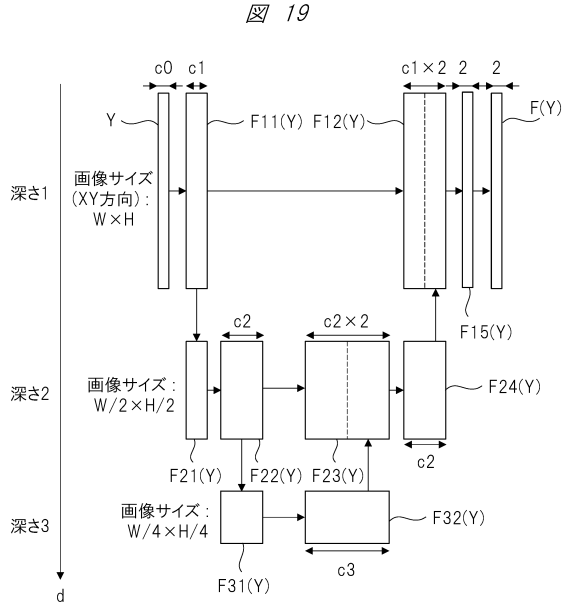 図 19
c0
c1
c1×2
2
2
Y
F11(Y)
F12(Y)
F(Y)
深さ1
画像サイズ
(XY方向):
W×H
F15(Y)
c2
c2×2
深さ2
画像サイズ:
W/2×H/2
F24(Y)
c2
F21(Y)
F22(Y)
F23(Y)
深さ3
画像サイズ:
W/4×H/4
F32(Y)
F31(Y)
c3
d